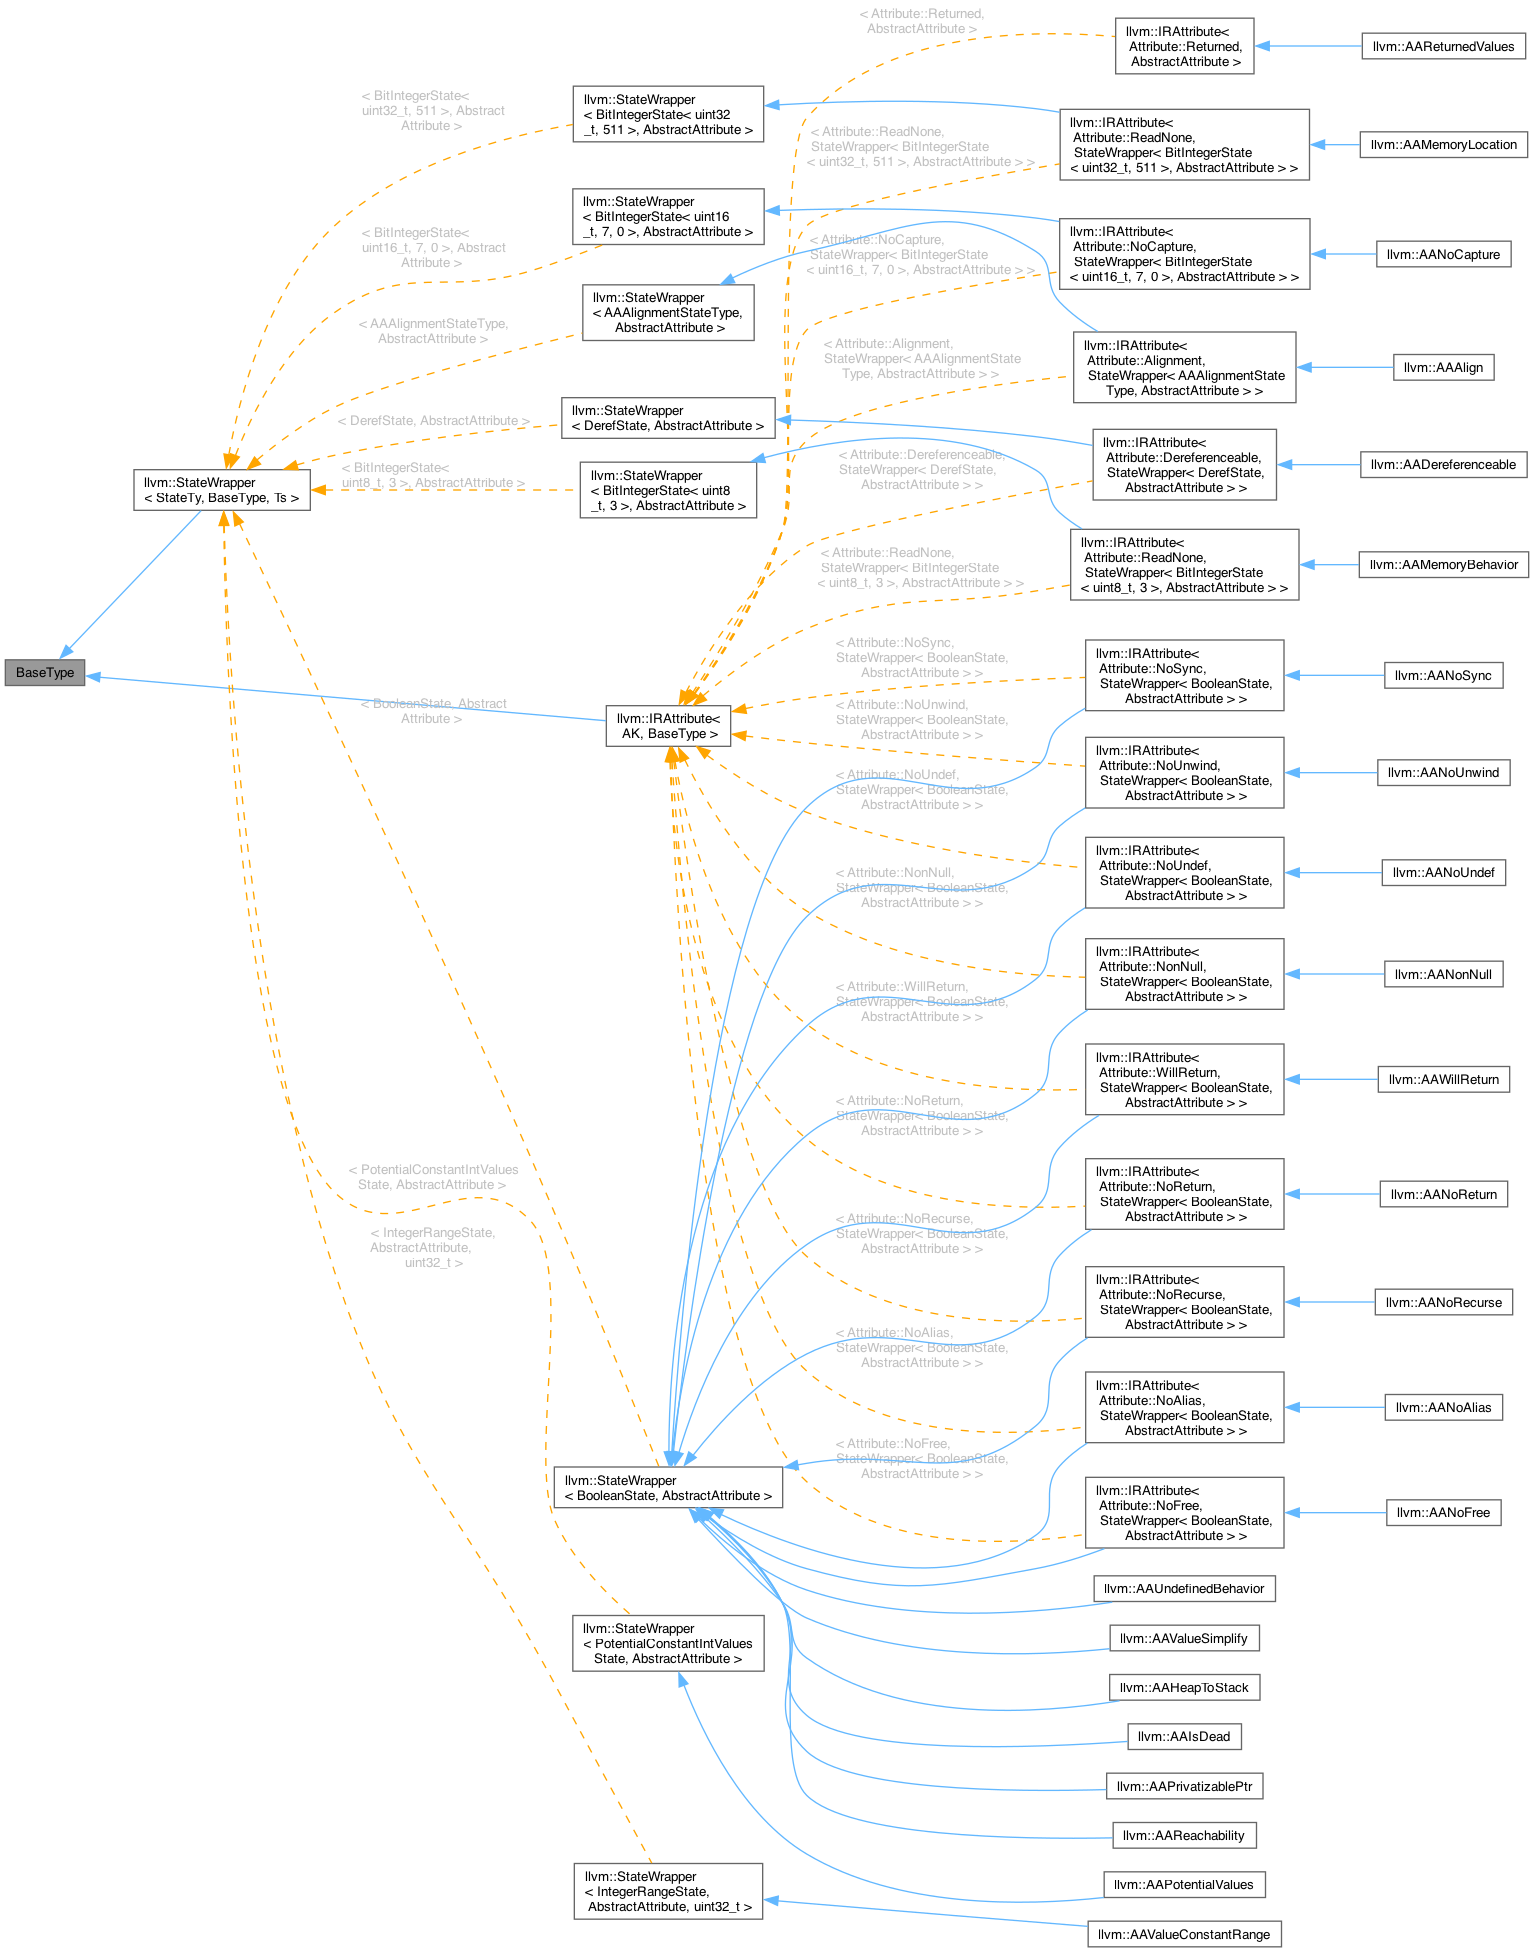 BaseType
llvm::StateWrapper
< StateTy, BaseType, Ts >
< BitIntegerState<
uint32_t, 511 >, Abstract
Attribute >
< BitIntegerState<
uint16_t, 7, 0 >, Abstract
Attribute >
< AAAlignmentStateType,
AbstractAttribute >
< DerefState, AbstractAttribute >
< BitIntegerState<
uint8_t, 3 >, AbstractAttribute >
< BooleanState, Abstract
Attribute >
< PotentialConstantIntValues
State, AbstractAttribute >
< IntegerRangeState,
AbstractAttribute,
uint32_t >
llvm::StateWrapper
< BitIntegerState< uint32
_t, 511 >, AbstractAttribute >
llvm::StateWrapper
< BitIntegerState< uint16
_t, 7, 0 >, AbstractAttribute >
llvm::StateWrapper
< AAAlignmentStateType,
AbstractAttribute >
llvm::StateWrapper
< DerefState, AbstractAttribute >
llvm::StateWrapper
< BitIntegerState< uint8
_t, 3 >, AbstractAttribute >
llvm::IRAttribute<
AK, BaseType >
llvm::StateWrapper
< BooleanState, AbstractAttribute >
llvm::StateWrapper
< PotentialConstantIntValues
State, AbstractAttribute >
llvm::StateWrapper
< IntegerRangeState,
AbstractAttribute, uint32_t >
< Attribute::Returned,
AbstractAttribute >
< Attribute::ReadNone,
StateWrapper< BitIntegerState
< uint32_t, 511 >, AbstractAttribute > >
< Attribute::NoCapture,
StateWrapper< BitIntegerState
< uint16_t, 7, 0 >, AbstractAttribute > >
< Attribute::Alignment,
StateWrapper< AAAlignmentState
Type, AbstractAttribute > >
< Attribute::Dereferenceable,
StateWrapper< DerefState,
AbstractAttribute > >
< Attribute::ReadNone,
StateWrapper< BitIntegerState
< uint8_t, 3 >, AbstractAttribute > >
< Attribute::NoSync,
StateWrapper< BooleanState,
AbstractAttribute > >
< Attribute::NoUnwind,
StateWrapper< BooleanState,
AbstractAttribute > >
< Attribute::NoUndef,
StateWrapper< BooleanState,
AbstractAttribute > >
< Attribute::NonNull,
StateWrapper< BooleanState,
AbstractAttribute > >
< Attribute::WillReturn,
StateWrapper< BooleanState,
AbstractAttribute > >
< Attribute::NoReturn,
StateWrapper< BooleanState,
AbstractAttribute > >
< Attribute::NoRecurse,
StateWrapper< BooleanState,
AbstractAttribute > >
< Attribute::NoAlias,
StateWrapper< BooleanState,
AbstractAttribute > >
< Attribute::NoFree,
StateWrapper< BooleanState,
AbstractAttribute > >
llvm::IRAttribute<
Attribute::Returned,
AbstractAttribute >
llvm::AAReturnedValues
llvm::IRAttribute<
Attribute::ReadNone,
StateWrapper< BitIntegerState
< uint32_t, 511 >, AbstractAttribute > >
llvm::AAMemoryLocation
llvm::IRAttribute<
Attribute::NoCapture,
StateWrapper< BitIntegerState
< uint16_t, 7, 0 >, AbstractAttribute > >
llvm::AANoCapture
llvm::IRAttribute<
Attribute::Alignment,
StateWrapper< AAAlignmentState
Type, AbstractAttribute > >
llvm::AAAlign
llvm::IRAttribute<
Attribute::Dereferenceable,
StateWrapper< DerefState,
AbstractAttribute > >
llvm::AADereferenceable
llvm::IRAttribute<
Attribute::ReadNone,
StateWrapper< BitIntegerState
< uint8_t, 3 >, AbstractAttribute > >
llvm::AAMemoryBehavior
llvm::IRAttribute<
Attribute::NoSync,
StateWrapper< BooleanState,
AbstractAttribute > >
llvm::AANoSync
llvm::IRAttribute<
Attribute::NoUnwind,
StateWrapper< BooleanState,
AbstractAttribute > >
llvm::AANoUnwind
llvm::IRAttribute<
Attribute::NoUndef,
StateWrapper< BooleanState,
AbstractAttribute > >
llvm::AANoUndef
llvm::IRAttribute<
Attribute::NonNull,
StateWrapper< BooleanState,
AbstractAttribute > >
llvm::AANonNull
llvm::IRAttribute<
Attribute::WillReturn,
StateWrapper< BooleanState,
AbstractAttribute > >
llvm::AAWillReturn
llvm::IRAttribute<
Attribute::NoReturn,
StateWrapper< BooleanState,
AbstractAttribute > >
llvm::AANoReturn
llvm::IRAttribute<
Attribute::NoRecurse,
StateWrapper< BooleanState,
AbstractAttribute > >
llvm::AANoRecurse
llvm::IRAttribute<
Attribute::NoAlias,
StateWrapper< BooleanState,
AbstractAttribute > >
llvm::AANoAlias
llvm::IRAttribute<
Attribute::NoFree,
StateWrapper< BooleanState,
AbstractAttribute > >
llvm::AANoFree
llvm::AAUndefinedBehavior
llvm::AAValueSimplify
llvm::AAHeapToStack
llvm::AAIsDead
llvm::AAPrivatizablePtr
llvm::AAReachability
llvm::AAPotentialValues
llvm::AAValueConstantRange